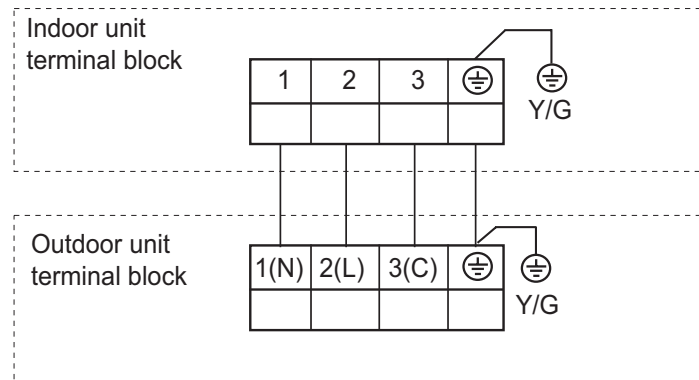 Indoor unit
terminal block
1 2 3
Y/G
Outdoor unit
terminal block
1(N) 2(L) 3(C)
Y/G